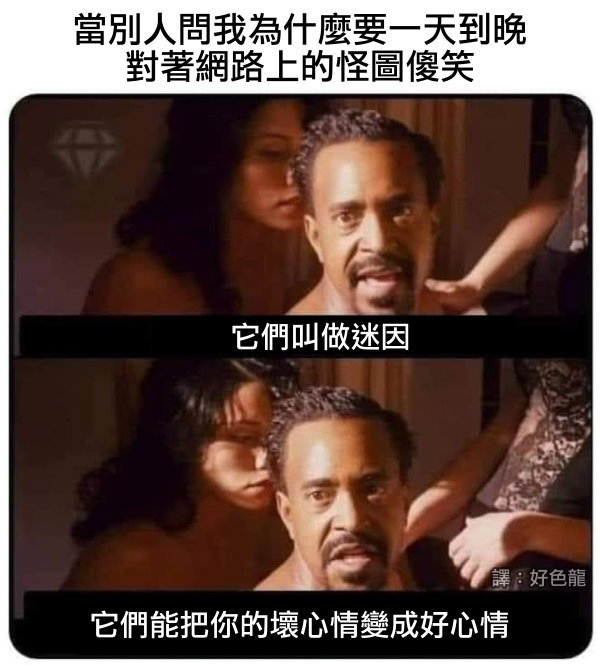 當別人問我為什麼要一天到晚
對著網路上的怪圖傻笑
它們叫做迷因
譯：好色龍
它們能把你的壞心情變成好心情